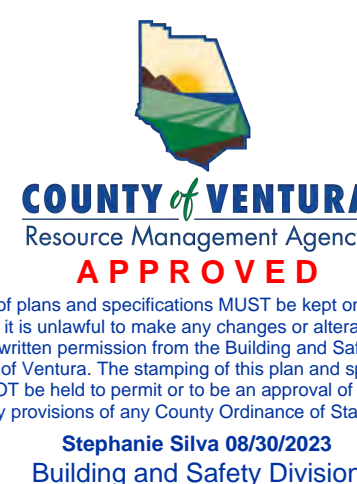 COUNTY of VENTURA
Resource Management Agency
APPROVED
of plans and specifications MUST be kept on
it is unlawful to make any changes or altera
written permission from the Building and Saf
of Ventura. The stamping of this plan and sp
OT be held to permit or to be an approval of
y provisions of any County Ordinance of Sta
Stephanie Silva 08/30/2023
Building and Safety Division